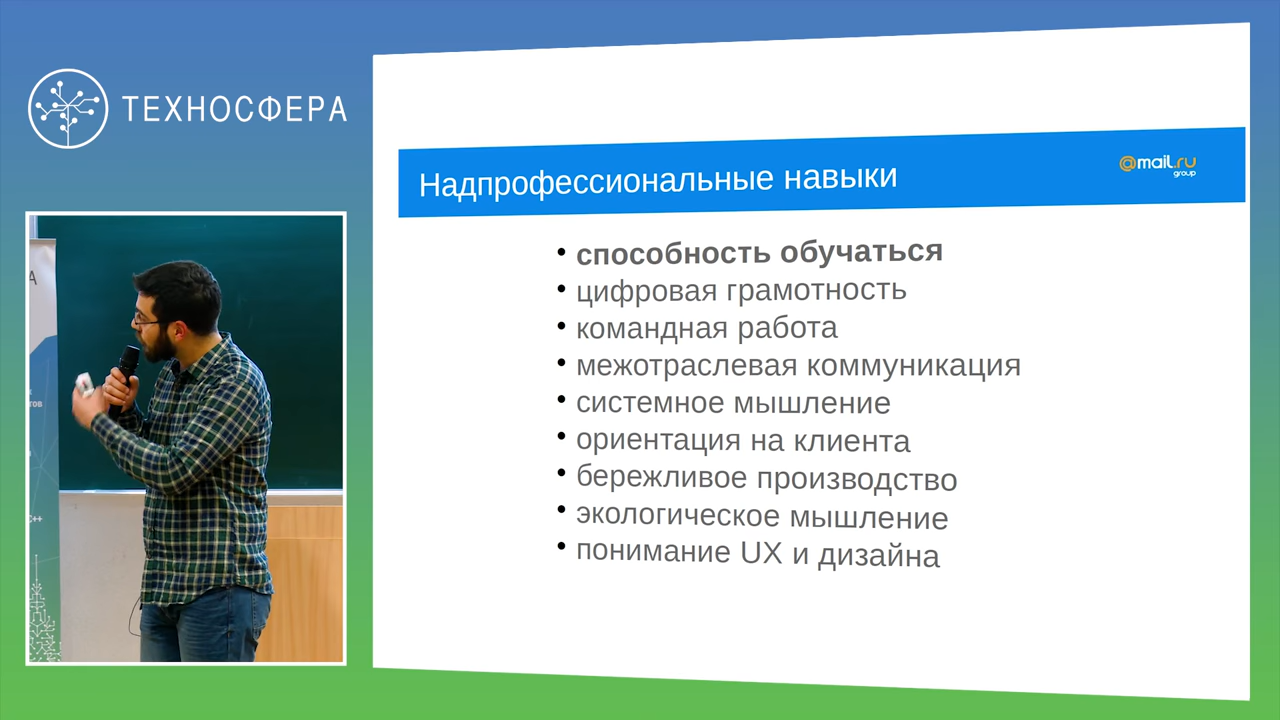 ТЕХНОСФЕРА
Надпрофессиональные навыки
@mail.ru
group
• способность обучаться
• цифровая грамотность
• командная работа
• межотраслевая коммуникация
• системное мышление
• ориентация на клиента
• бережливое производство
• экологическое мышление
• понимание UX и дизайна
А
тов
C++